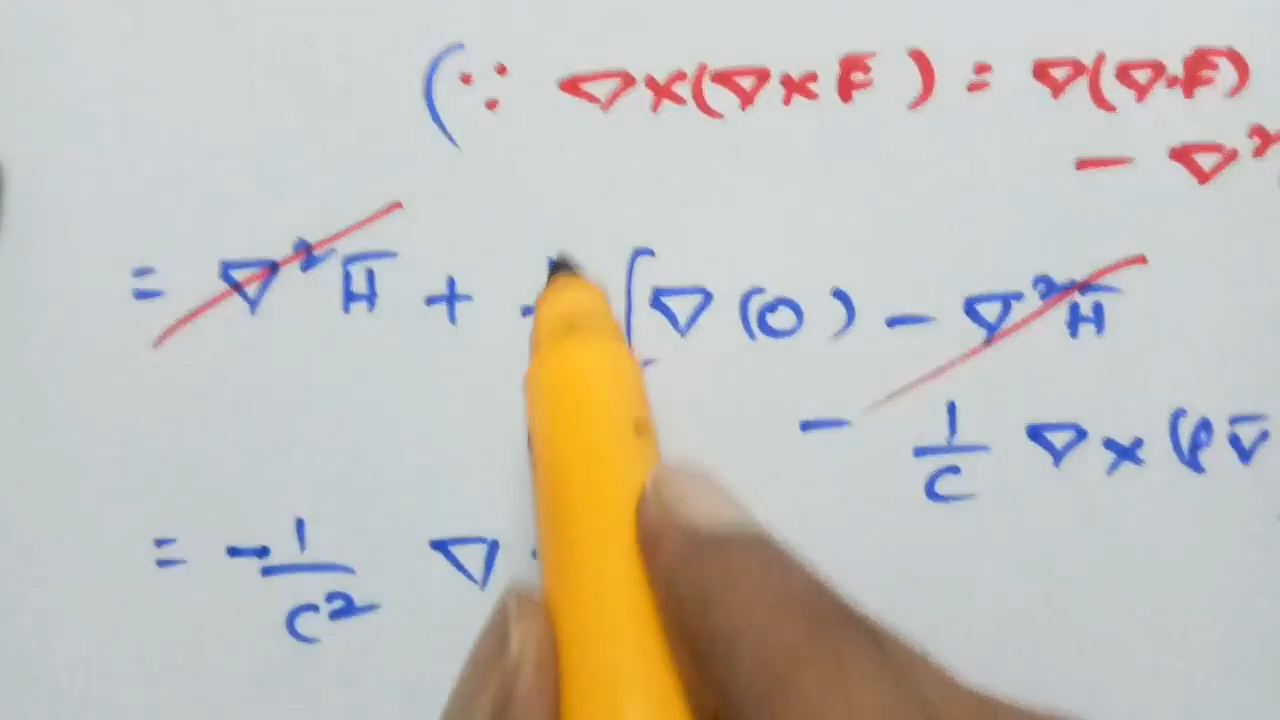 (∵ ∇×(∇×F̄) = ∇(∇·F̄)
− ∇²
= ∇²H̄ + [∇(0) − ∇²H̄
− 1/c ∇×(ρv̄
= −1/c² ∇